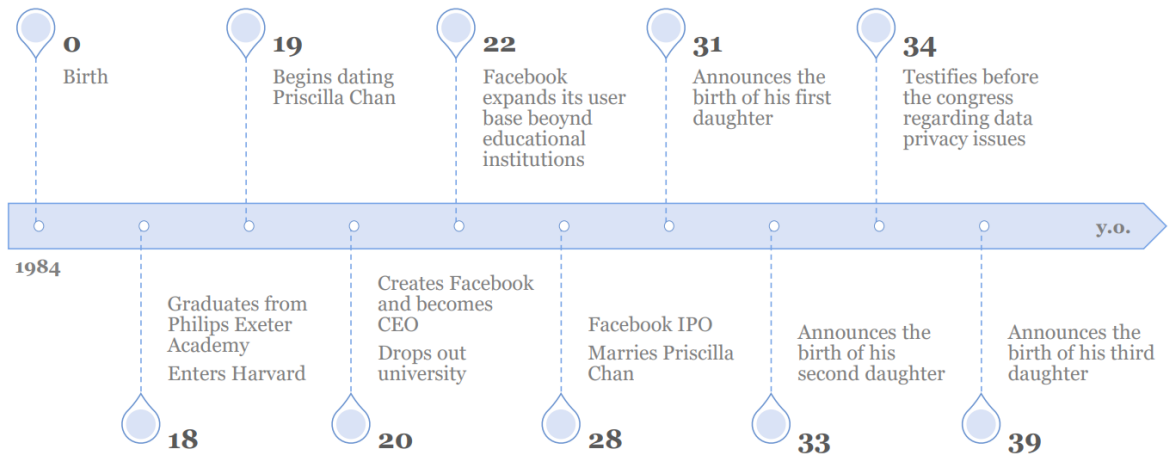 0
Birth
19
Begins dating
Priscilla Chan
22
Facebook
expands its user
base beoynd
educational
institutions
31
Announces the
birth of his first
daughter
34
Testifies before
the congress
regarding data
privacy issues
y.o.
1984
Graduates from
Philips Exeter
Academy
Enters Harvard
18
Creates Facebook
and becomes
CEO
Drops out
university
20
Facebook IPO
Marries Priscilla
Chan
28
Announces the
birth of his
second daughter
33
Announces the
birth of his third
daughter
39